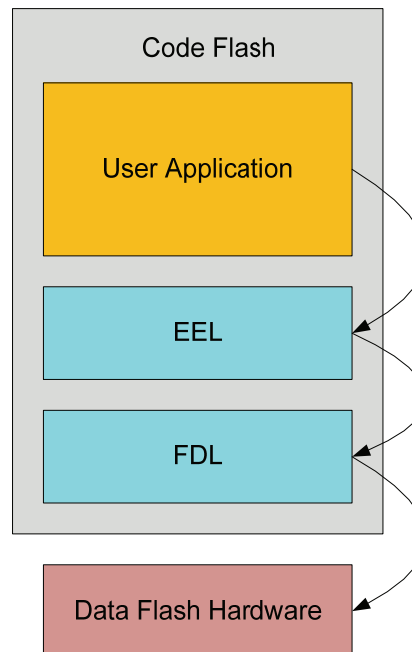 Code Flash
User Application
EEL
FDL
Data Flash Hardware